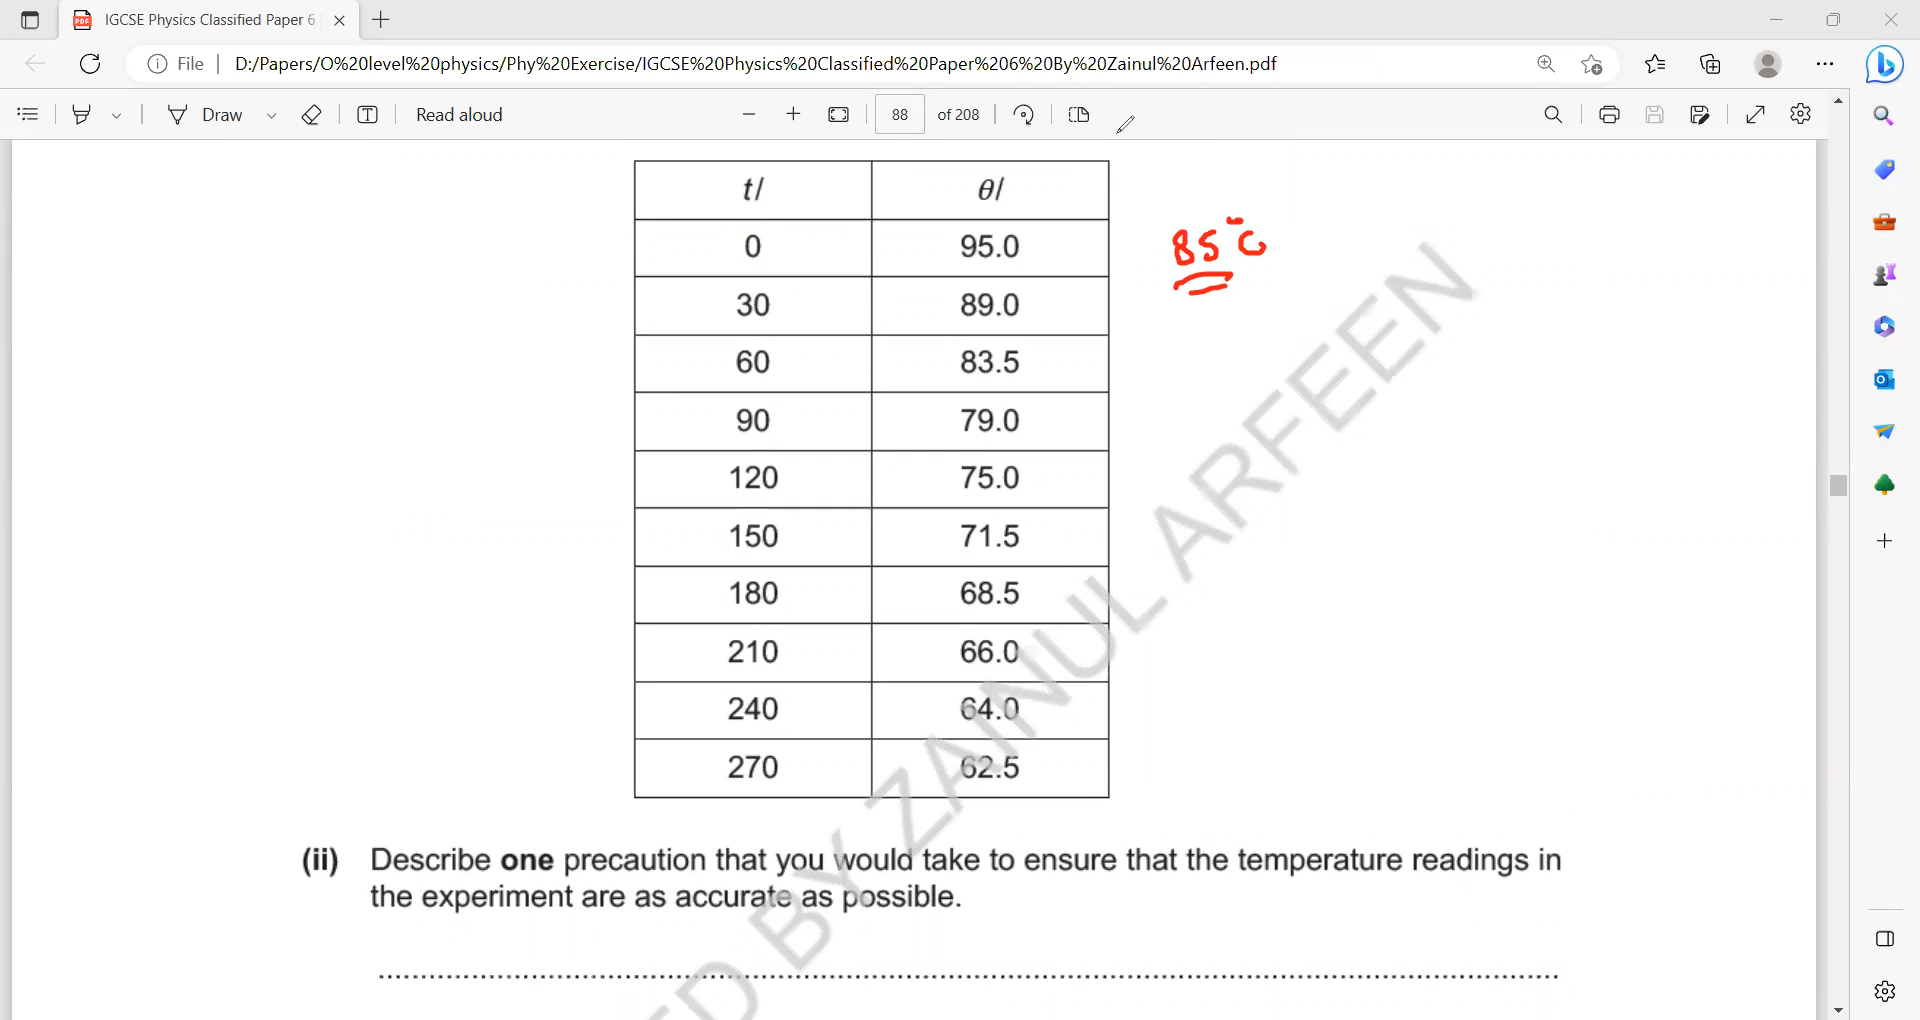 IGCSE Physics Classified Paper 6
File
D:/Papers/O%20level%20physics/Phy%20Exercise/IGCSE%20Physics%20Classified%20Paper%206%20By%20Zainul%20Arfeen.pdf
Draw
Read aloud
88 of 208
t/ θ/
0 95.0
85°C
30 89.0
60 83.5
90 79.0
120 75.0
150 71.5
180 68.5
210 66.0
240 64.0
270 62.5
(ii) Describe one precaution that you would take to ensure that the temperature readings in
the experiment are as accurate as possible.
ED BY ZAINUL ARFEEN